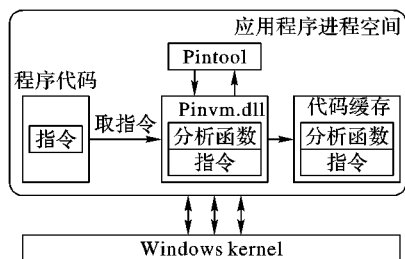 应用程序进程空间
Pintool
程序代码
指令
取指令
Pinvm.dll
分析函数
指令
代码缓存
分析函数
指令
Windows kernel